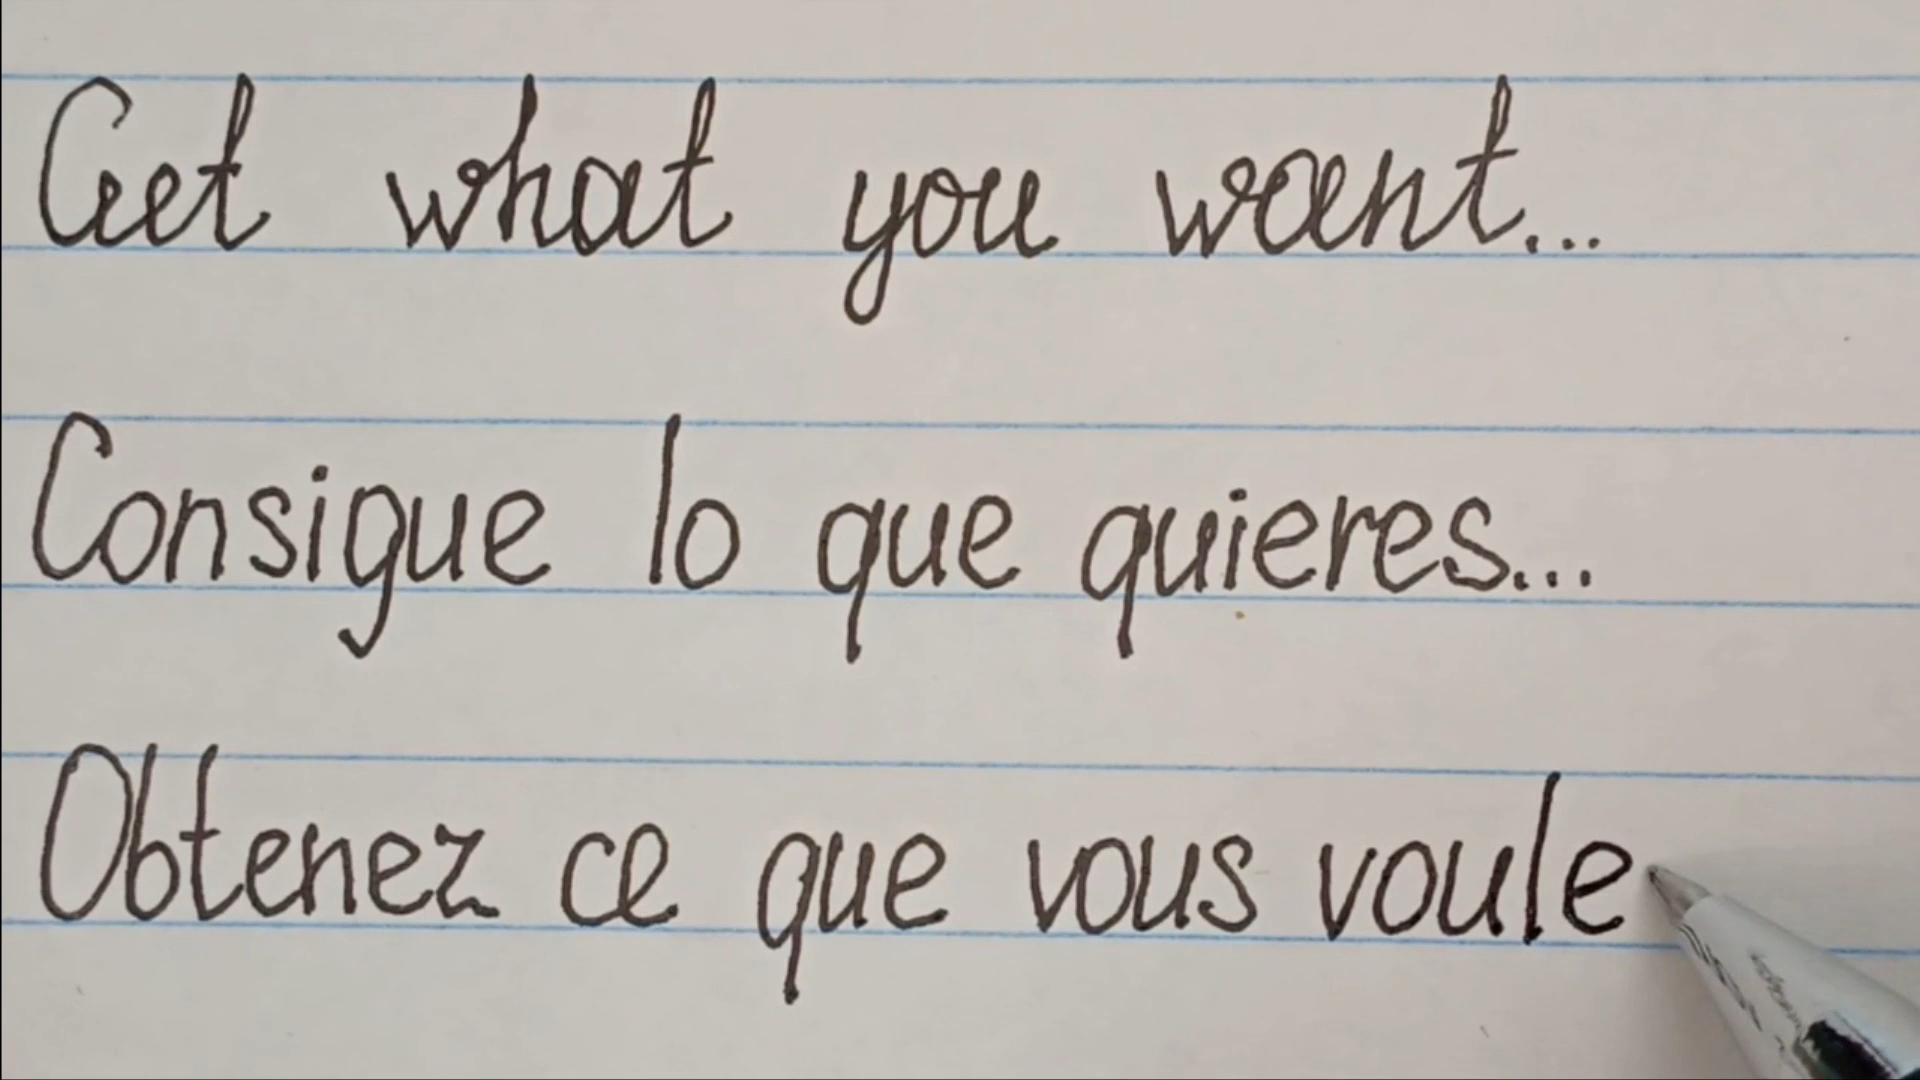 Get what you want...
Consigue lo que quieres...
Obtenez ce que vous voule